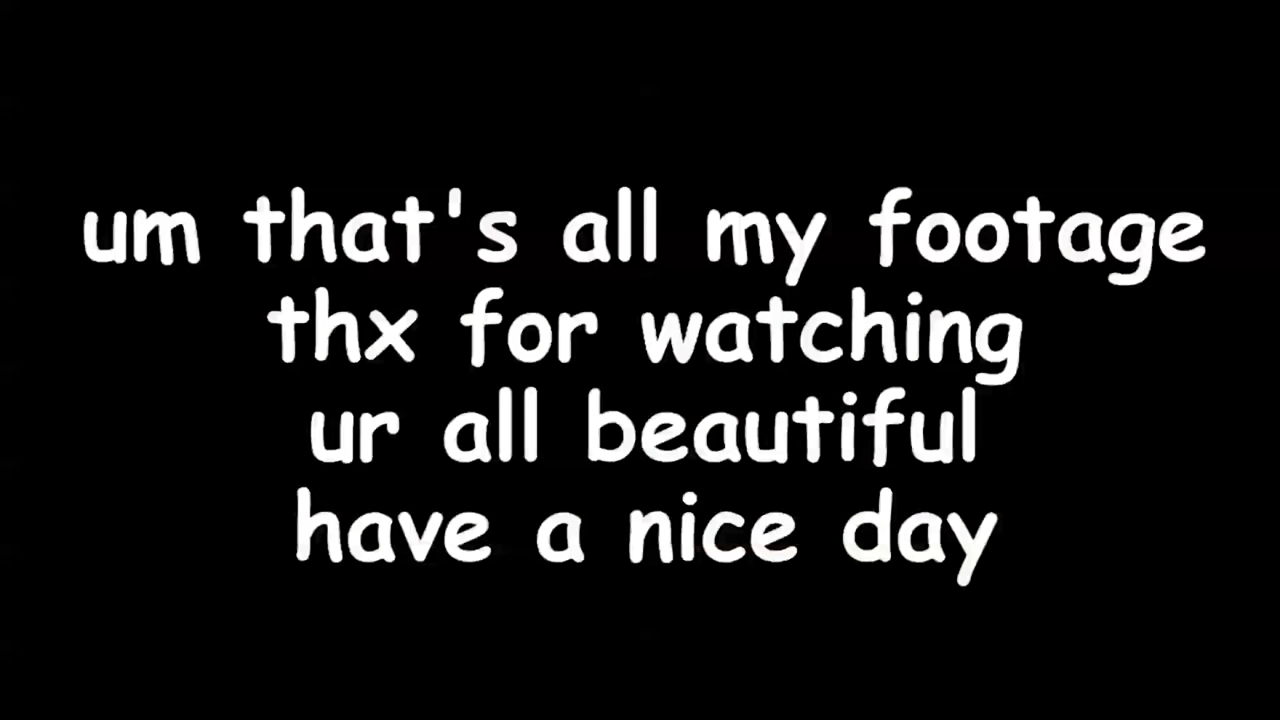 um that's all my footage
thx for watching
ur all beautiful
have a nice day